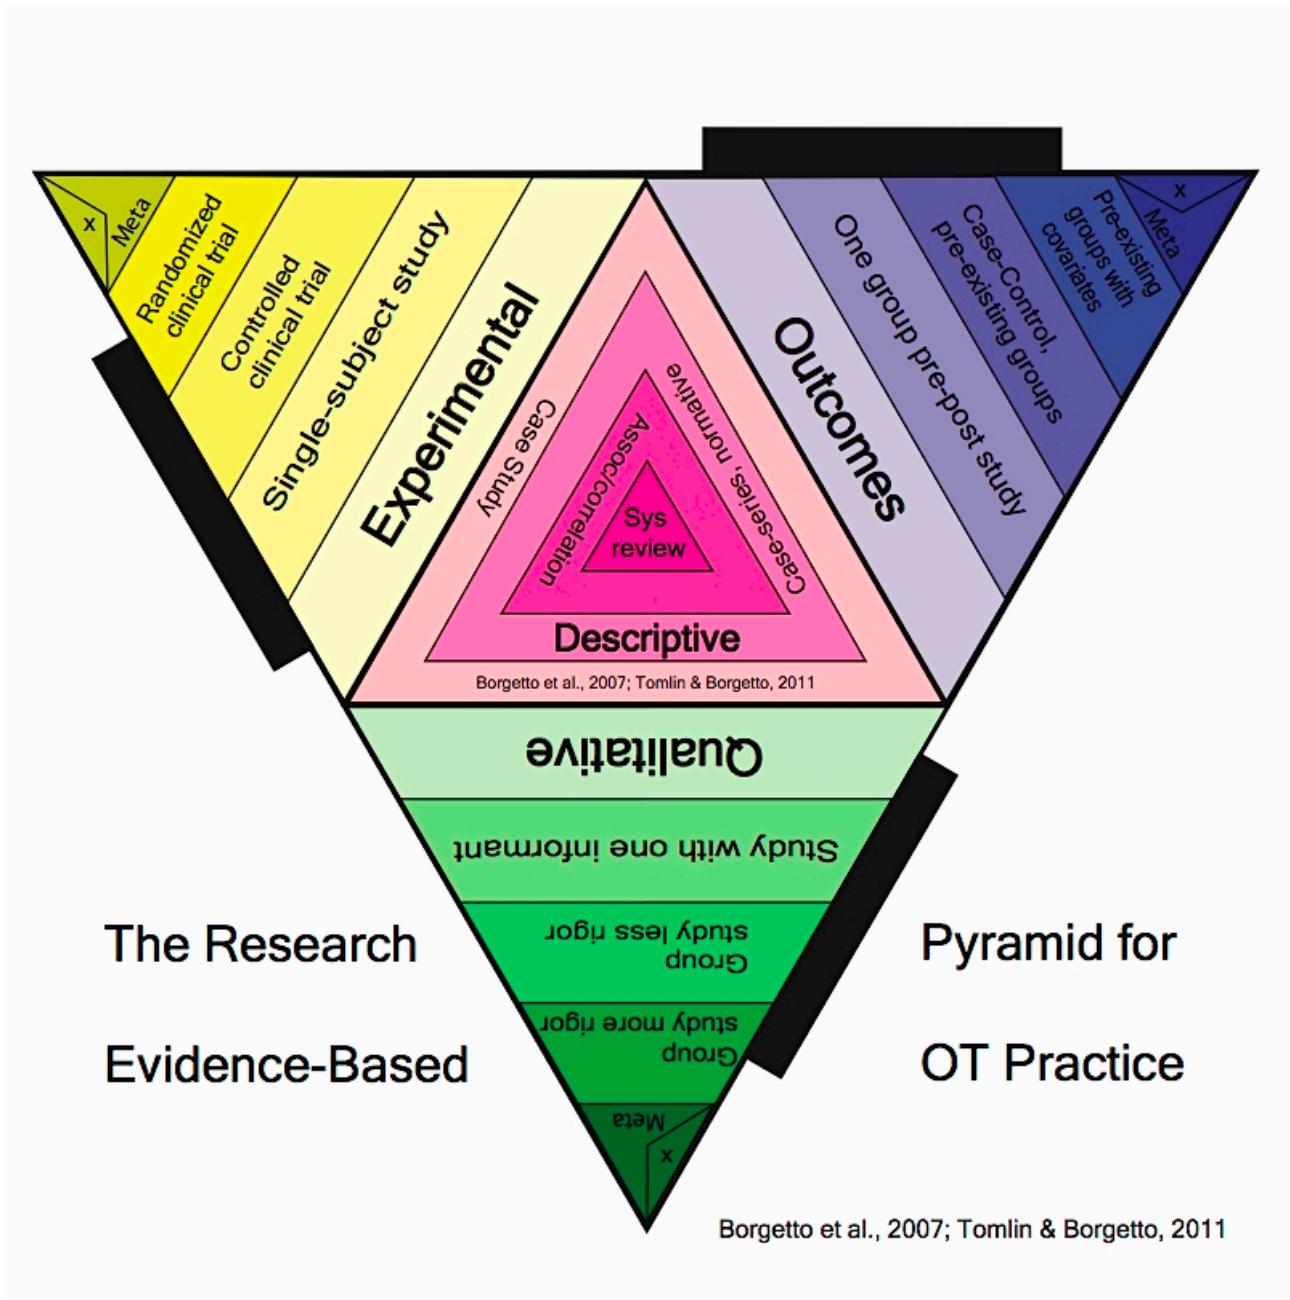 x
Meta
Randomized
clinical trial
Controlled
clinical trial
Single-subject study
Experimental
Case Study
Assoc/correlation
Sys
review
Case-series, normative
Descriptive
Borgetto et al., 2007; Tomlin & Borgetto, 2011
Outcomes
One group pre-post study
Case-Control,
pre-existing groups
Pre-existing
groups with
covariates
Meta
x
Qualitative
Study with one informant
Group
study less rigor
Group
study more rigor
Meta
x
The Research
Pyramid for
Evidence-Based
OT Practice
Borgetto et al., 2007; Tomlin & Borgetto, 2011